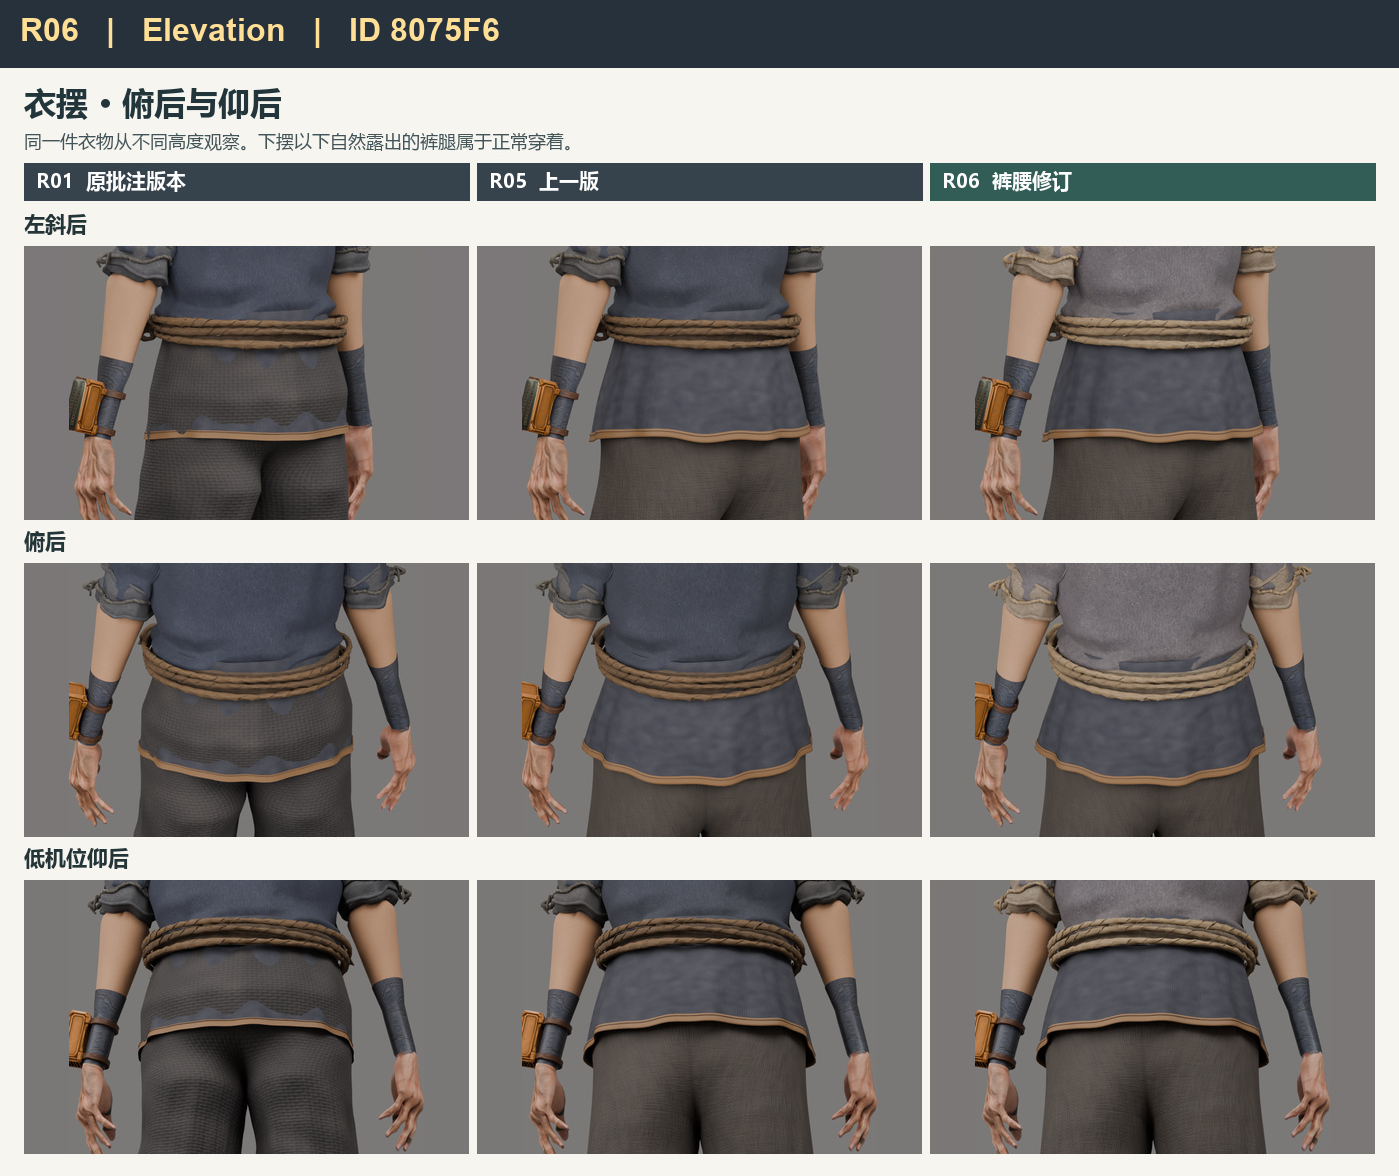 R06 | Elevation | ID 8075F6
衣摆・俯后与仰后
同一件衣物从不同高度观察。下摆以下自然露出的裤腿属于正常穿着。
R01 原批注版本
R05 上一版
R06 裤腰修订
左斜后
俯后
低机位仰后